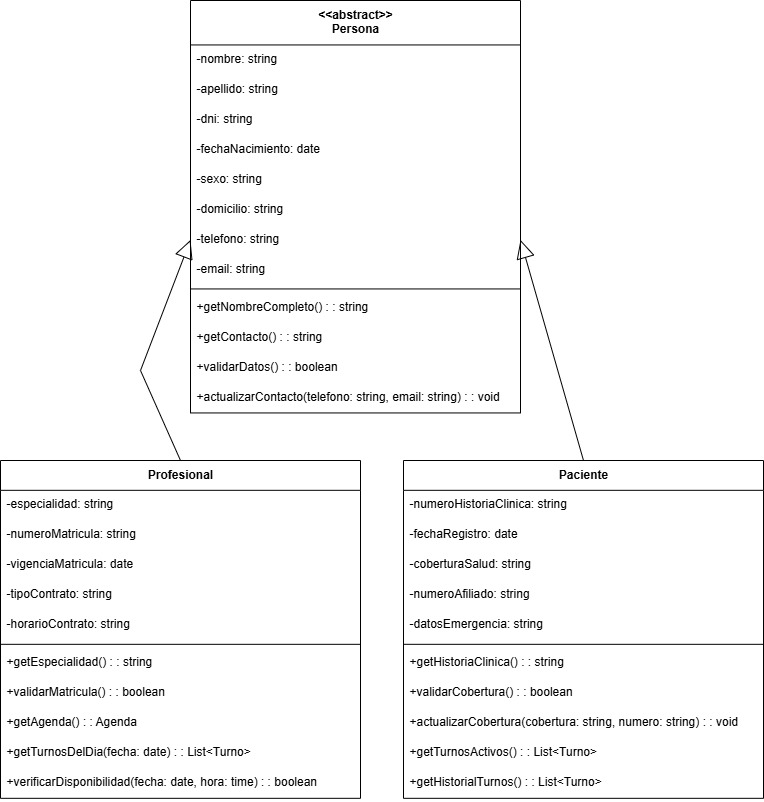 <<abstract>>
Persona
-nombre: string
-apellido: string
-dni: string
-fechaNacimiento: date
-sexo: string
-domicilio: string
-telefono: string
-email: string
+getNombreCompleto() : : string
+getContacto() : : string
+validarDatos() : : boolean
+actualizarContacto(telefono: string, email: string) : : void
Profesional
-especialidad: string
-numeroMatricula: string
-vigenciaMatricula: date
-tipoContrato: string
-horarioContrato: string
+getEspecialidad() : : string
+validarMatricula() : : boolean
+getAgenda() : : Agenda
+getTurnosDelDia(fecha: date) : : List<Turno>
+verificarDisponibilidad(fecha: date, hora: time) : : boolean
Paciente
-numeroHistoriaClinica: string
-fechaRegistro: date
-coberturaSalud: string
-numeroAfiliado: string
-datosEmergencia: string
+getHistoriaClinica() : : string
+validarCobertura() : : boolean
+actualizarCobertura(cobertura: string, numero: string) : : void
+getTurnosActivos() : : List<Turno>
+getHistorialTurnos() : : List<Turno>